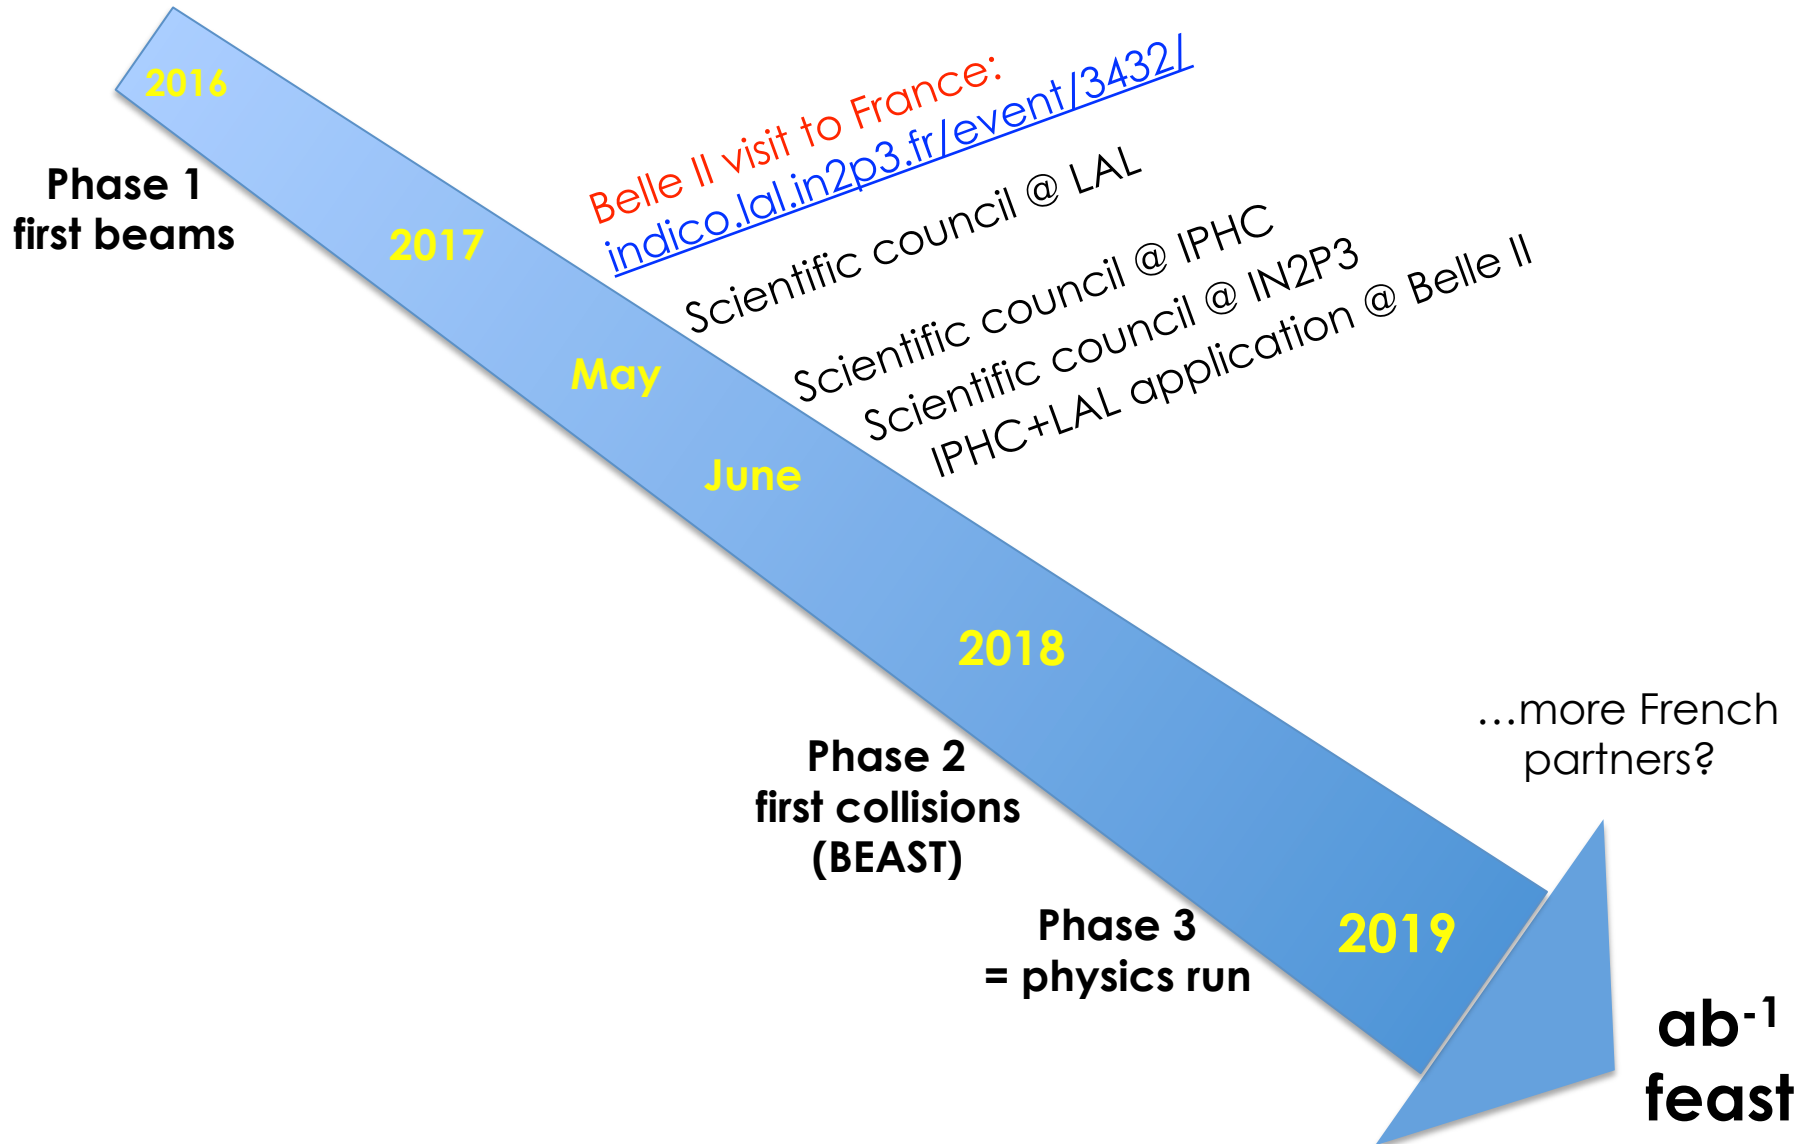 2016
Phase 1
first beams
2017
Belle II visit to France:
indico.lal.in2p3.fr/event/3432/
Scientific council @ LAL
May
Scientific council @ IPHC
Scientific council @ IN2P3
IPHC+LAL application @ Belle II
June
2018
Phase 2
first collisions
(BEAST)
Phase 3
= physics run
2019
…more French
partners?
ab⁻¹
feast